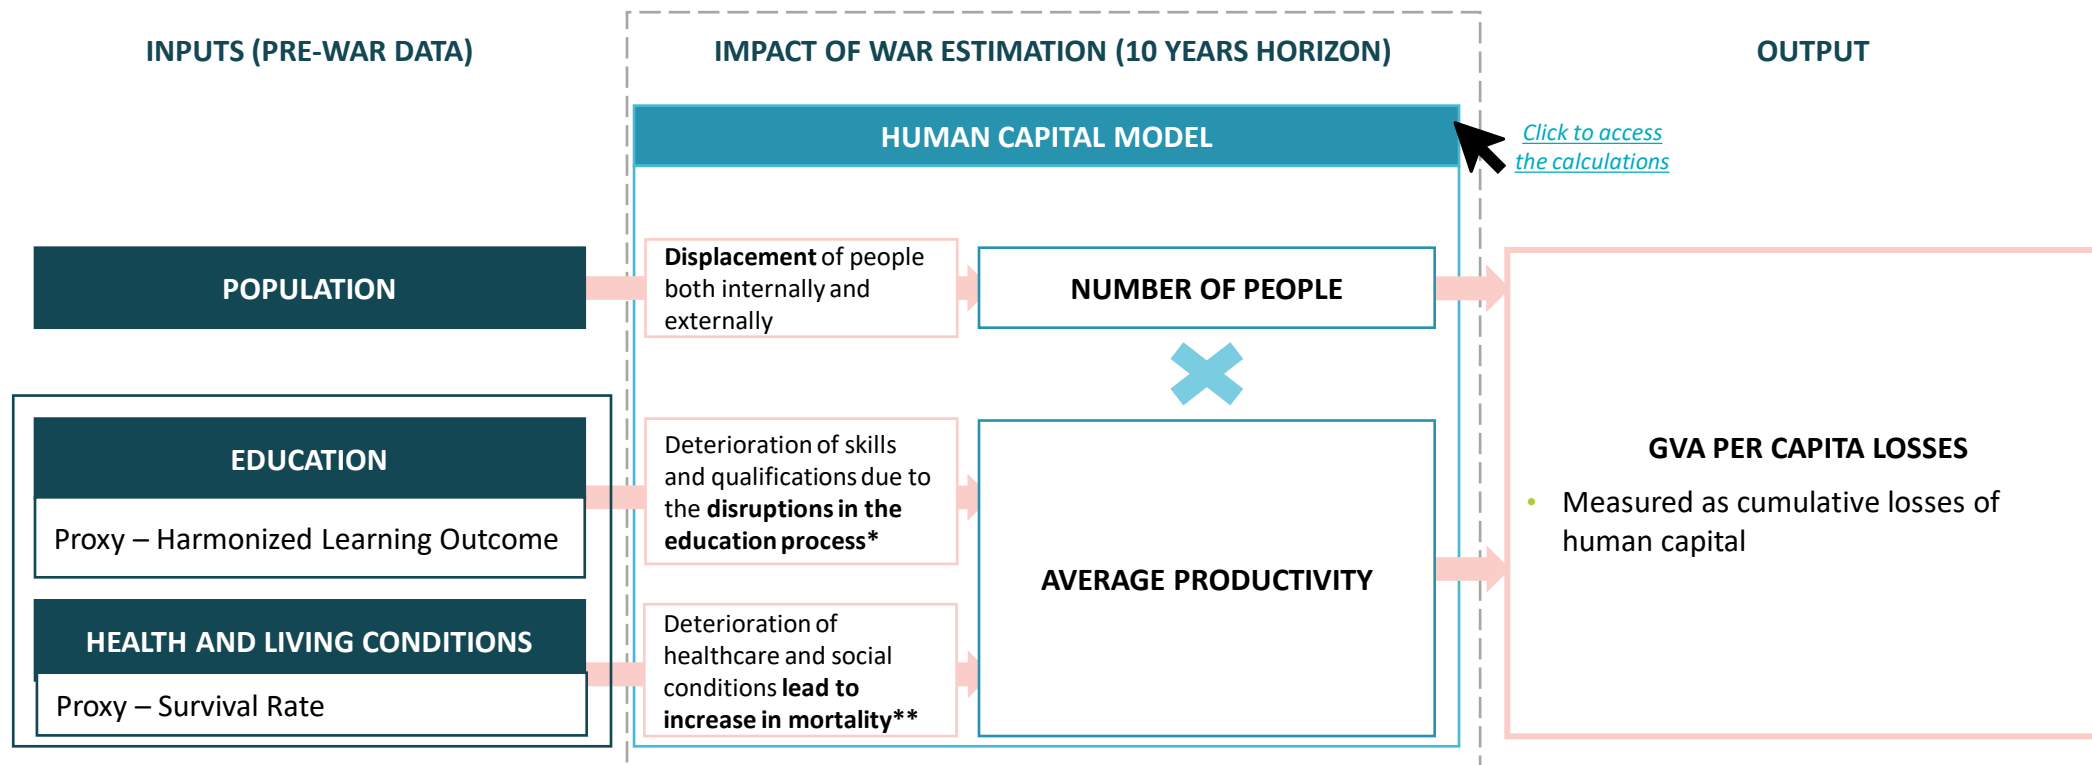 INPUTS (PRE-WAR DATA)
IMPACT OF WAR ESTIMATION (10 YEARS HORIZON)
OUTPUT
HUMAN CAPITAL MODEL
Click to access
the calculations
POPULATION
Displacement of people
both internally and
externally
NUMBER OF PEOPLE
EDUCATION
Proxy – Harmonized Learning Outcome
Deterioration of skills
and qualifications due to
the disruptions in the
education process*
HEALTH AND LIVING CONDITIONS
Proxy – Survival Rate
Deterioration of
healthcare and social
conditions lead to
increase in mortality**
AVERAGE PRODUCTIVITY
GVA PER CAPITA LOSSES
• Measured as cumulative losses of
human capital